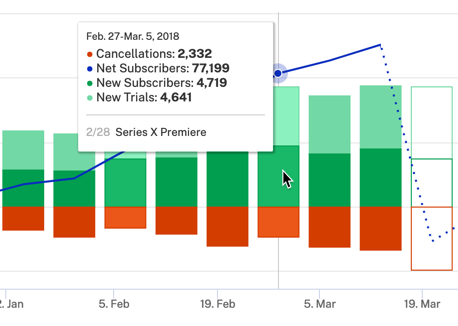 Feb. 27-Mar. 5, 2018
Cancellations: 2,332
Net Subscribers: 77,199
New Subscribers: 4,719
New Trials: 4,641
2/28 Series X Premiere
2. Jan
5. Feb
19. Feb
5. Mar
19. Mar